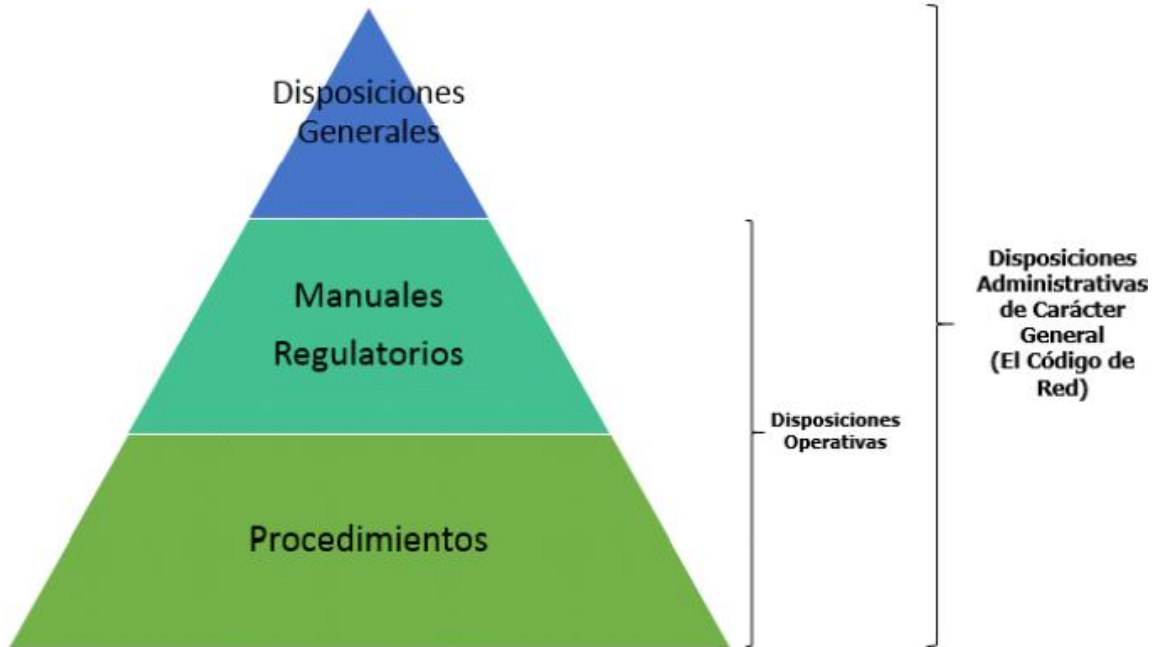 Disposiciones
Generales
Manuales
Regulatorios
Procedimientos
Disposiciones
Operativas
Disposiciones
Administrativas
de Carácter
General
(El Código de
Red)